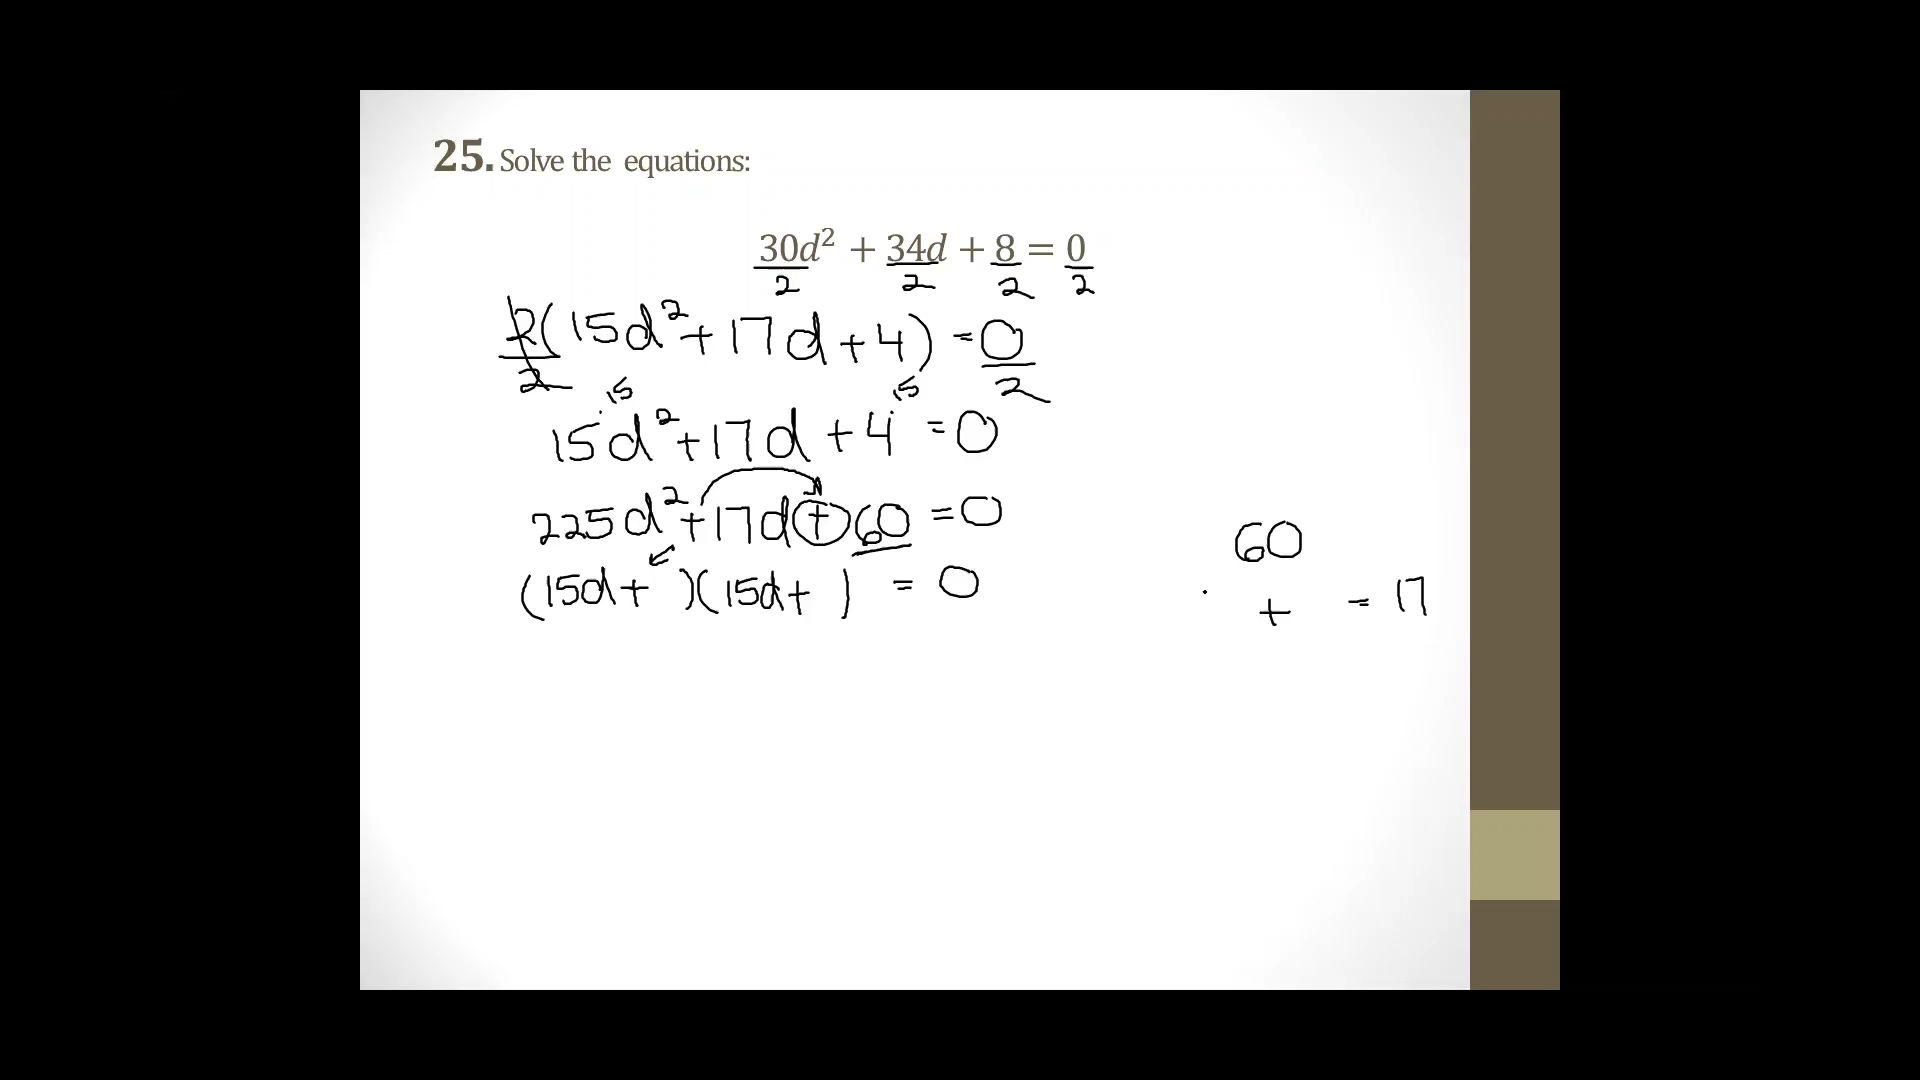 25. Solve the equations:
30d² + 34d + 8 = 0
2 2 2 2
2(15d² + 17d + 4) = 0
2 2
15 15
15d² + 17d + 4 = 0
225d² + 17d + 60 = 0
60
(15d + )(15d + ) = 0
+ = 17